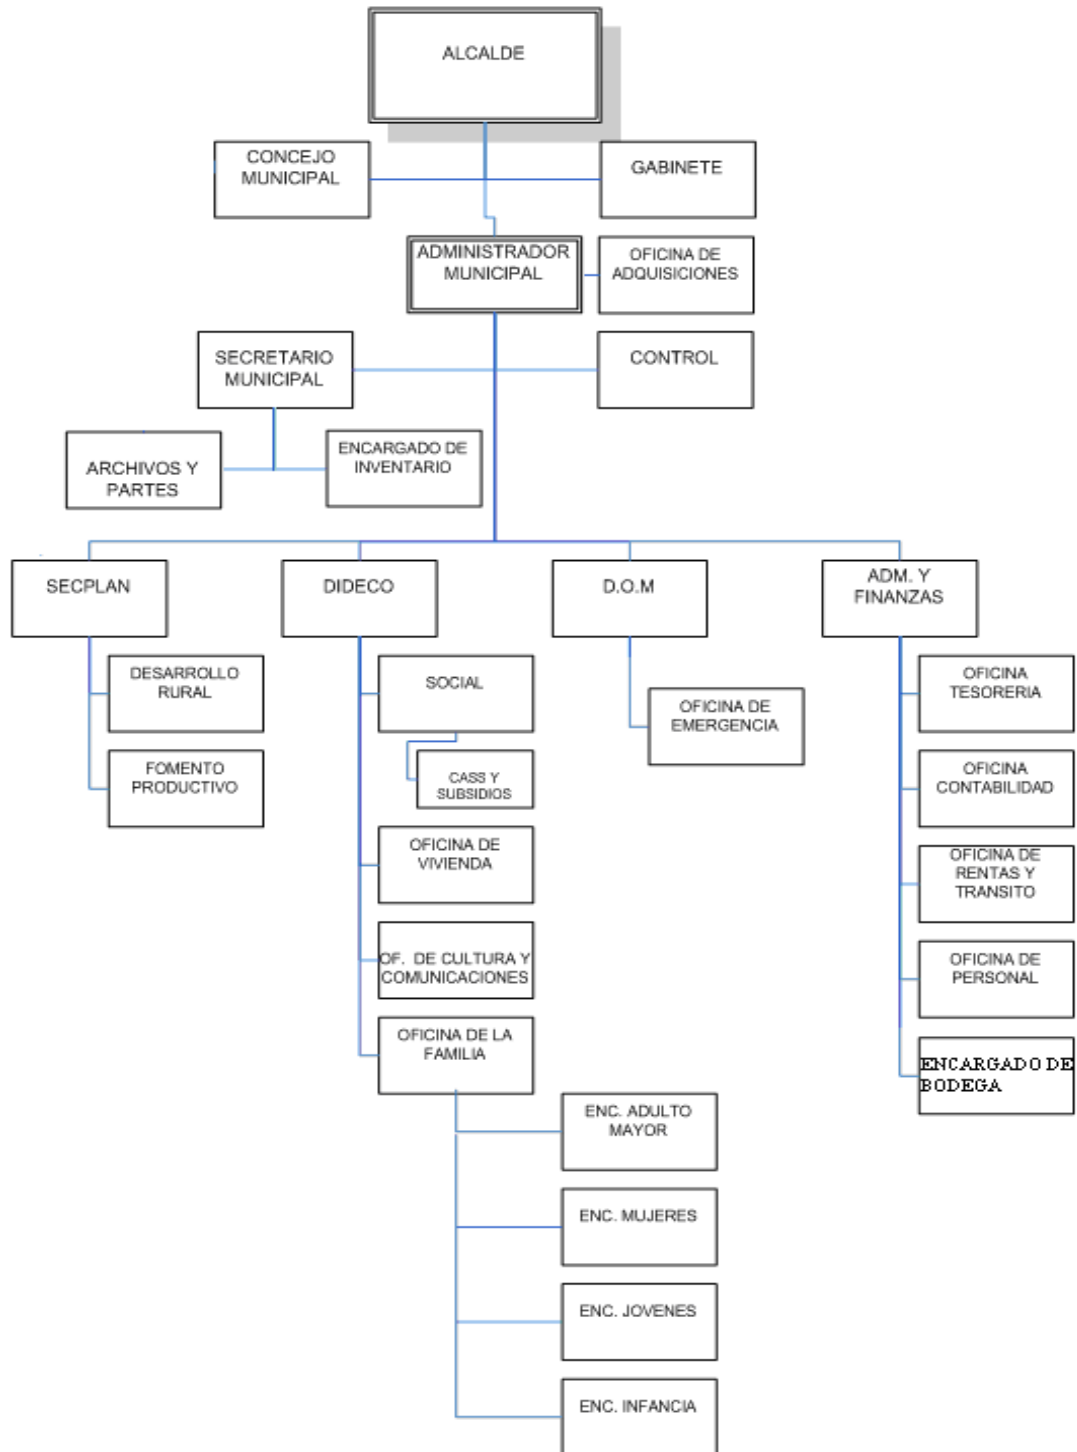 ALCALDE
CONCEJO
MUNICIPAL
GABINETE
ADMINISTRADOR
MUNICIPAL
OFICINA DE
ADQUISICIONES
SECRETARIO
MUNICIPAL
CONTROL
ARCHIVOS Y
PARTES
ENCARGADO DE
INVENTARIO
SECPLAN
DIDECO
D.O.M
ADM. Y
FINANZAS
DESARROLLO
RURAL
FOMENTO
PRODUCTIVO
SOCIAL
CASS Y
SUBSIDIOS
OFICINA DE
VIVIENDA
OF. DE CULTURA Y
COMUNICACIONES
OFICINA DE LA
FAMILIA
ENC. ADULTO
MAYOR
ENC. MUJERES
ENC. JOVENES
ENC. INFANCIA
OFICINA DE
EMERGENCIA
OFICINA
TESORERIA
OFICINA
CONTABILIDAD
OFICINA DE
RENTAS Y
TRANSITO
OFICINA DE
PERSONAL
ENCARGADO DE
BODEGA